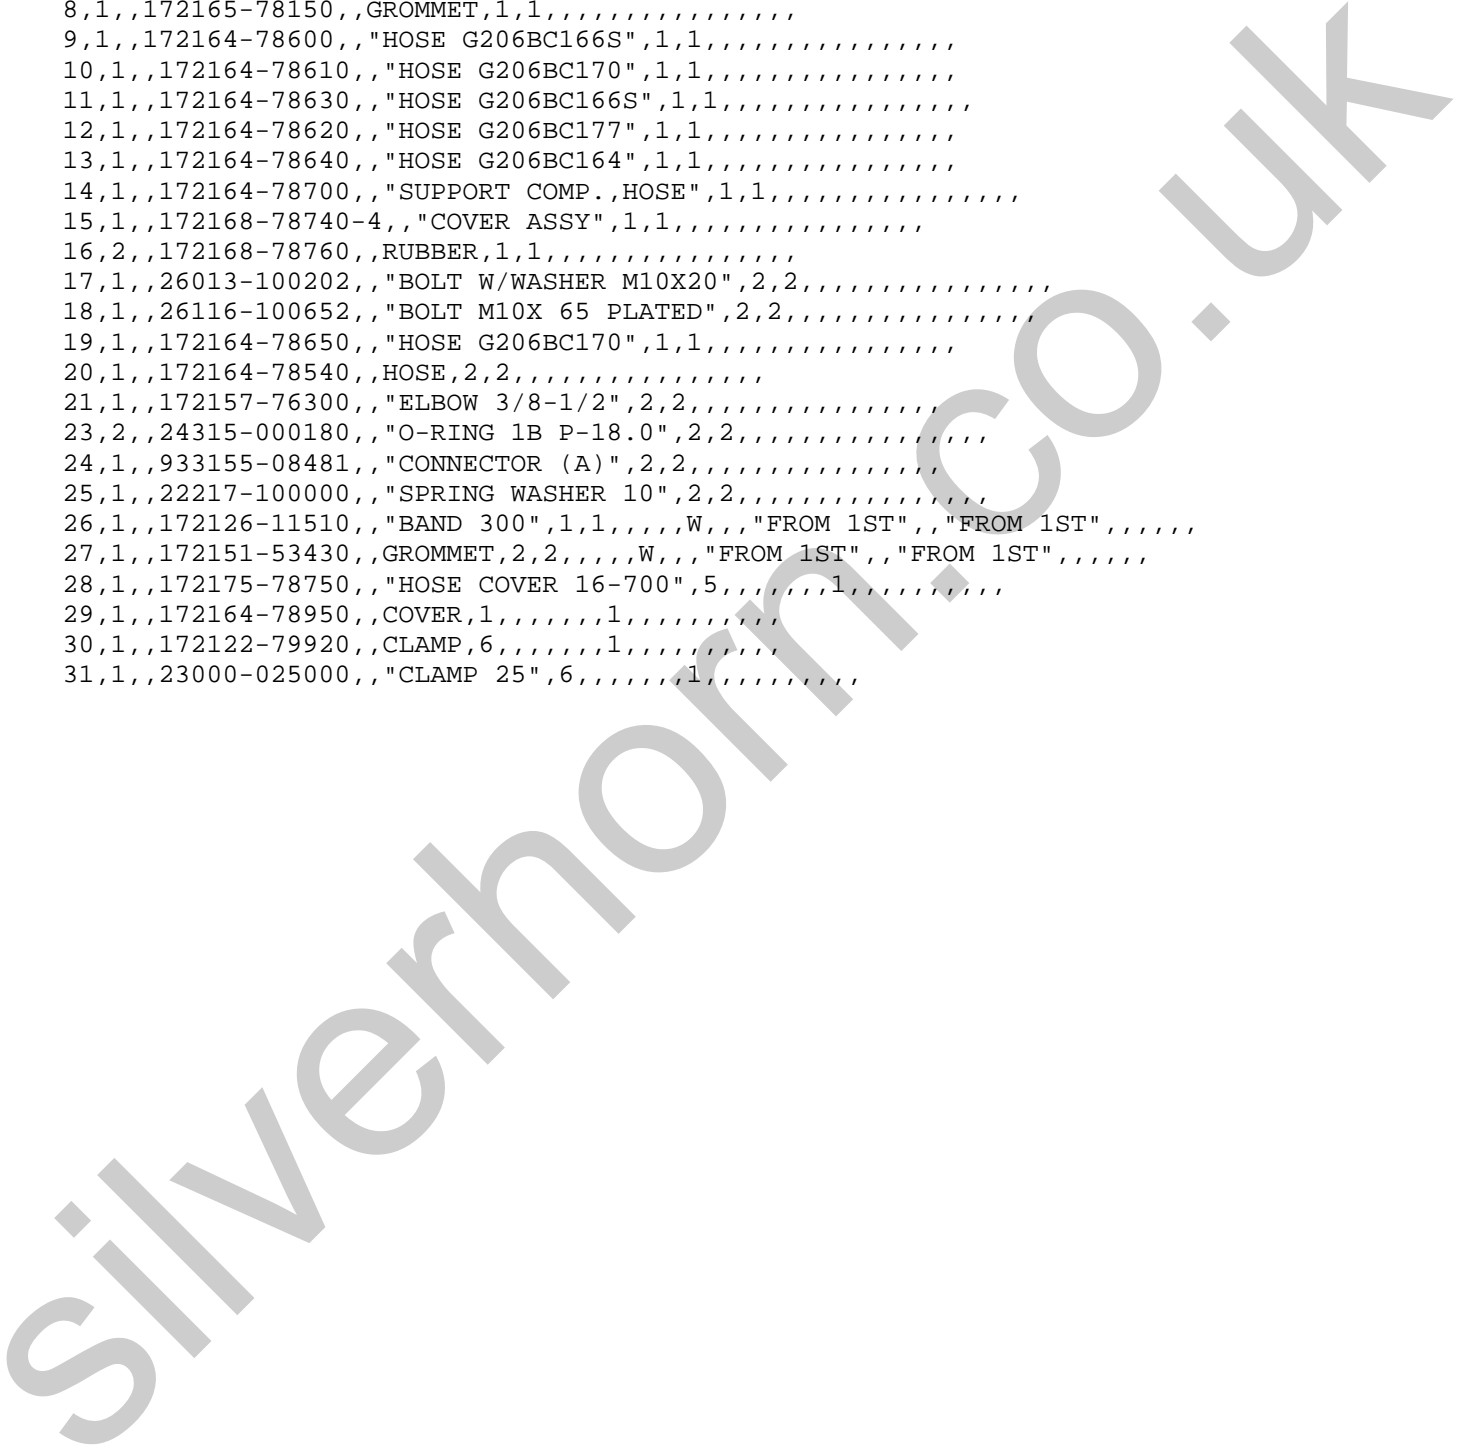 8,1,,172165-78150,,GROMMET,1,1,,,,,,,,,,,,,,,,
9,1,,172164-78600,,"HOSE G206BC166S",1,1,,,,,,,,,,,,,,,,
10,1,,172164-78610,,"HOSE G206BC170",1,1,,,,,,,,,,,,,,,,
11,1,,172164-78630,,"HOSE G206BC166S",1,1,,,,,,,,,,,,,,,,
12,1,,172164-78620,,"HOSE G206BC177",1,1,,,,,,,,,,,,,,,,
13,1,,172164-78640,,"HOSE G206BC164",1,1,,,,,,,,,,,,,,,,
14,1,,172164-78700,,"SUPPORT COMP.,HOSE",1,1,,,,,,,,,,,,,,,,
15,1,,172168-78740-4,,"COVER ASSY",1,1,,,,,,,,,,,,,,,,
16,2,,172168-78760,,RUBBER,1,1,,,,,,,,,,,,,,,,
17,1,,26013-100202,,"BOLT W/WASHER M10X20",2,2,,,,,,,,,,,,,,,,
18,1,,26116-100652,,"BOLT M10X 65 PLATED",2,2,,,,,,,,,,,,,,,,
19,1,,172164-78650,,"HOSE G206BC170",1,1,,,,,,,,,,,,,,,,
20,1,,172164-78540,,HOSE,2,2,,,,,,,,,,,,,,,,
21,1,,172157-76300,,"ELBOW 3/8-1/2",2,2,,,,,,,,,,,,,,,,
23,2,,24315-000180,,"O-RING 1B P-18.0",2,2,,,,,,,,,,,,,,,,
24,1,,933155-08481,,"CONNECTOR (A)",2,2,,,,,,,,,,,,,,,,
25,1,,22217-100000,,"SPRING WASHER 10",2,2,,,,,,,,,,,,,,,,
26,1,,172126-11510,,"BAND 300",1,1,,,,,W,,,"FROM 1ST",,"FROM 1ST",,,,,,
27,1,,172151-53430,,GROMMET,2,2,,,,,W,,,"FROM 1ST",,"FROM 1ST",,,,,,
28,1,,172175-78750,,"HOSE COVER 16-700",5,,,,,,,1,,,,,,,,,,
29,1,,172164-78950,,COVER,1,,,,,,,1,,,,,,,,,,
30,1,,172122-79920,,CLAMP,6,,,,,,,1,,,,,,,,,,
31,1,,23000-025000,,"CLAMP 25",6,,,,,,,1,,,,,,,,,,
silverhorn.co.uk